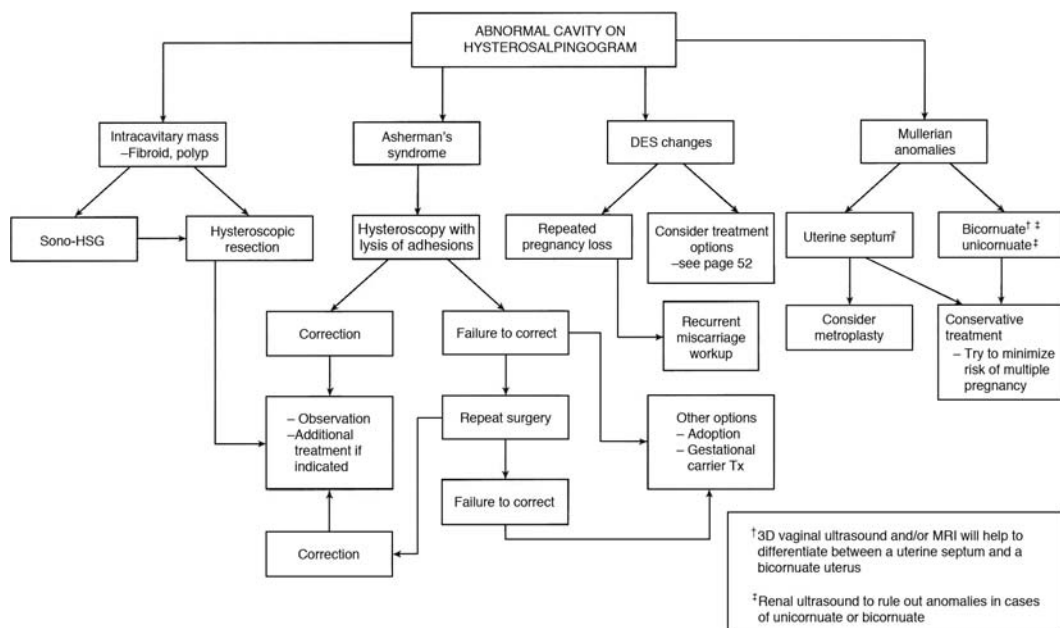 ABNORMAL CAVITY ON
HYSTEROSALPINGOGRAM
Intracavitary mass
–Fibroid, polyp
Asherman's
syndrome
DES changes
Mullerian
anomalies
Sono-HSG
Hysteroscopic
resection
Hysteroscopy with
lysis of adhesions
Repeated
pregnancy loss
Consider treatment
options
–see page 52
Uterine septum†
Bicornuate† ‡
unicornuate‡
Correction
Failure to correct
Recurrent
miscarriage
workup
Consider
metroplasty
Conservative
treatment
– Try to minimize
risk of multiple
pregnancy
– Observation
–Additional
treatment if
indicated
Repeat surgery
Other options
– Adoption
– Gestational
carrier Tx
Failure to correct
Correction
†3D vaginal ultrasound and/or MRI will help to
differentiate between a uterine septum and a
bicornuate uterus
‡Renal ultrasound to rule out anomalies in cases
of unicornuate or bicornuate